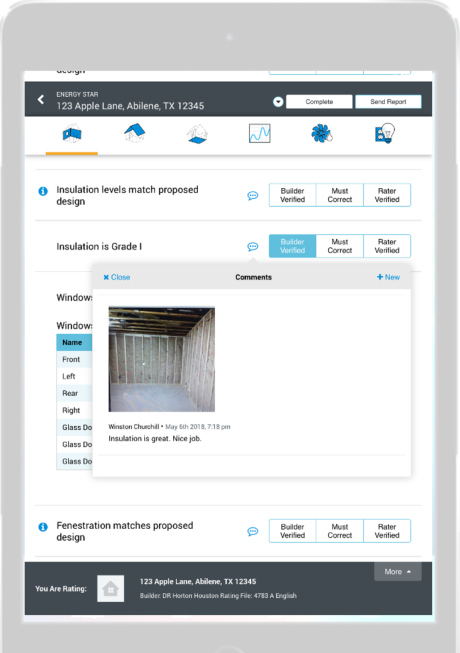 design
ENERGY STAR
123 Apple Lane, Abilene, TX 12345
Complete
Send Report
Insulation levels match proposed
design
Builder
Verified
Must
Correct
Rater
Verified
Insulation is Grade I
Builder
Verified
Must
Correct
Rater
Verified
Close
Comments
+ New
Windows
Windows
Name
Front
Left
Rear
Right
Glass Do
Glass Do
Glass Do
Winston Churchill • May 6th 2018, 7:18 pm
Insulation is great. Nice job.
Fenestration matches proposed
design
Builder
Verified
Must
Correct
Rater
Verified
More
You Are Rating:
123 Apple Lane, Abilene, TX 12345
Builder: DR Horton Houston Rating File: 4783 A English